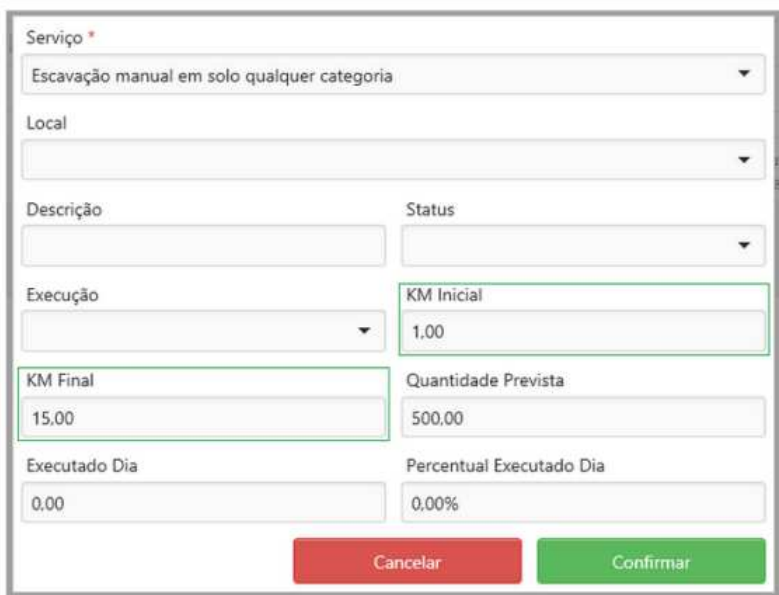 Serviço *
Escavação manual em solo qualquer categoria
Local
Descrição
Status
Execução
KM Inicial
1,00
KM Final
Quantidade Prevista
15,00
500,00
Executado Dia
Percentual Executado Dia
0,00
0,00%
Cancelar
Confirmar